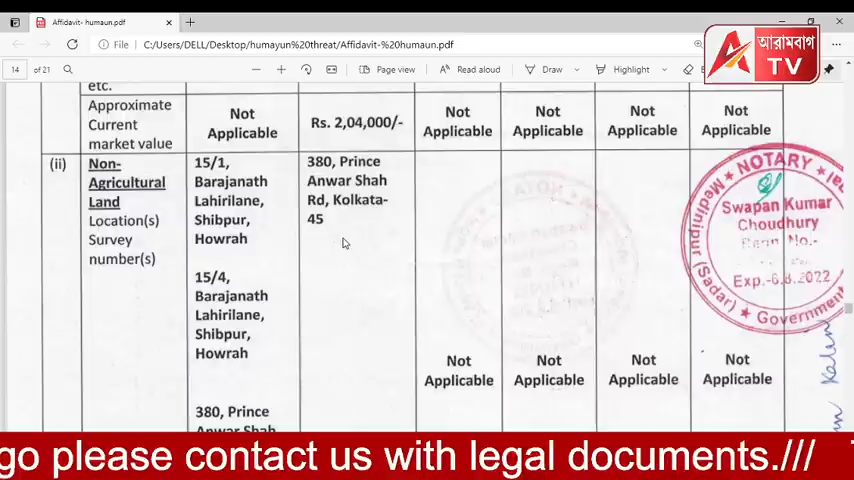 Affidavit- humaun.pdf
File
C:/Users/DELL/Desktop/humayun%20threat/Affidavit-%20humaun.pdf
14 of 21
Page view
Read aloud
Draw
Highlight
আরামবাগ
TV
etc.
Approximate
Current
market value
Not
Applicable
Rs. 2,04,000/-
Not
Applicable
Not
Applicable
Not
Applicable
Not
Applicable
(ii)
Non-
Agricultural
Land
Location(s)
Survey
number(s)
15/1,
Barajanath
Lahirilane,
Shibpur,
Howrah
15/4,
Barajanath
Lahirilane,
Shibpur,
Howrah
380, Prince
Anwar Shah
380, Prince
Anwar Shah
Rd, Kolkata-
45
Not
Applicable
Not
Applicable
Not
Applicable
Not
Applicable
NOTARY
Swapan Kumar
Choudhury
Regn No.-
Exp.-6.8.2022
Medinipur (Sadar)
Government
Kalem
go please contact us with legal documents.///